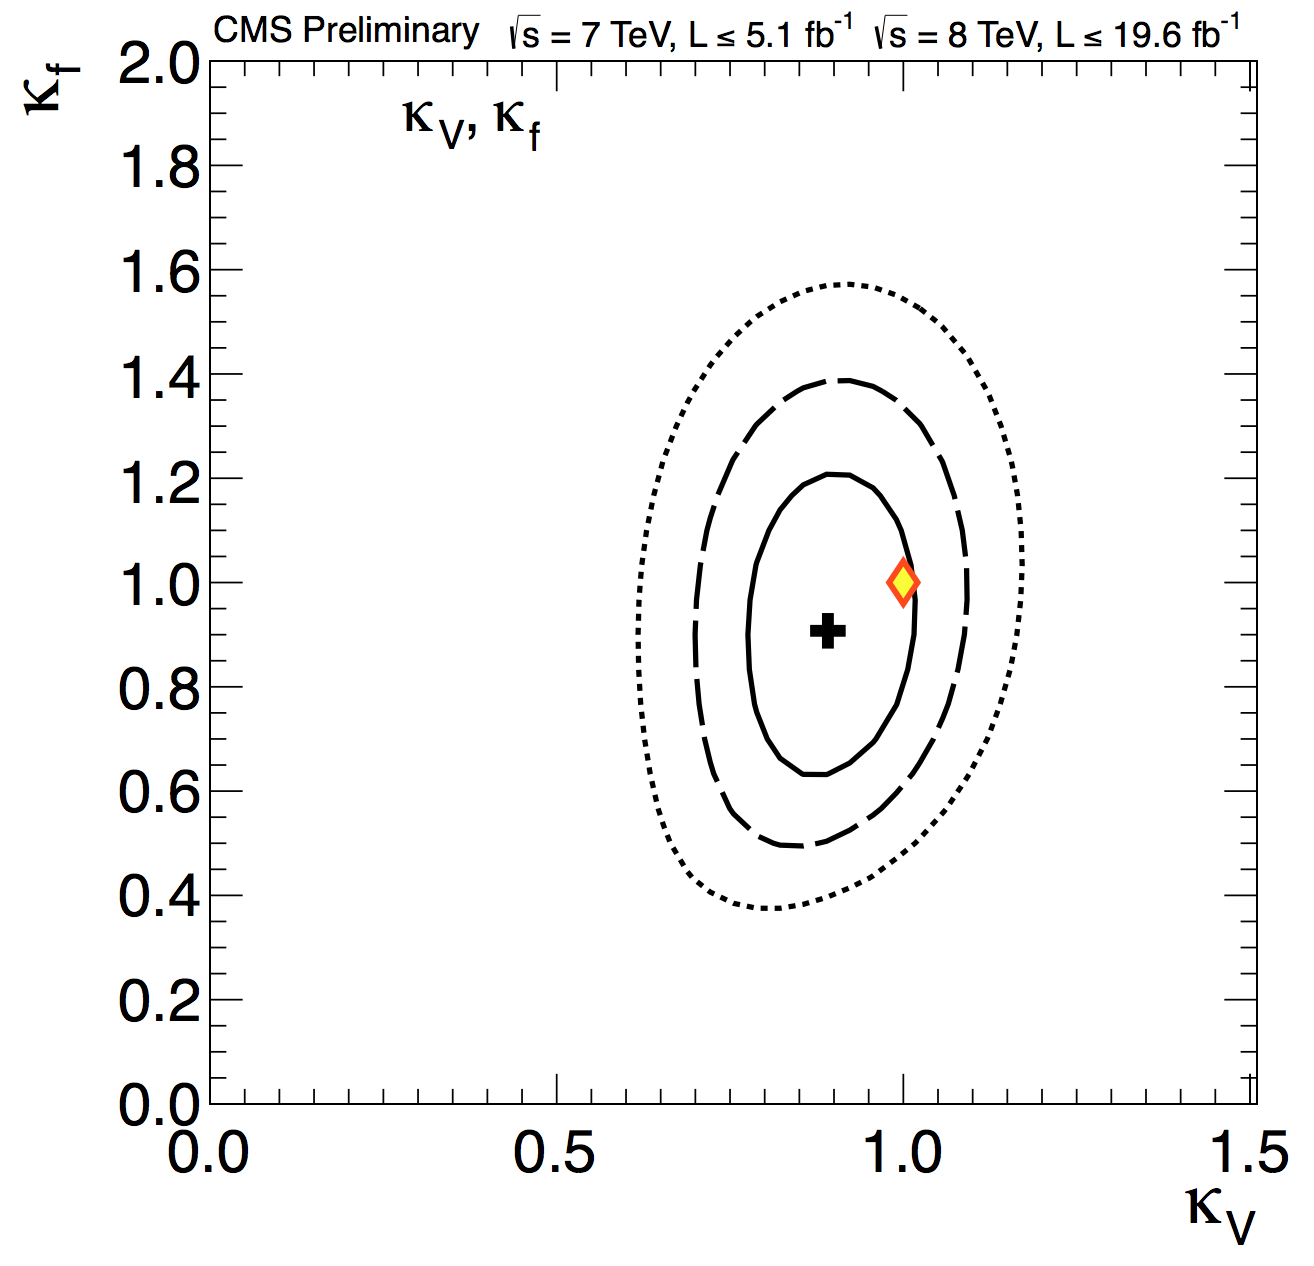 CMS Preliminary √s = 7 TeV, L ≤ 5.1 fb⁻¹ √s = 8 TeV, L ≤ 19.6 fb⁻¹
κf
κV, κf
2.0
1.8
1.6
1.4
1.2
1.0
0.8
0.6
0.4
0.2
0.0
0.0 0.5 1.0 1.5
κV